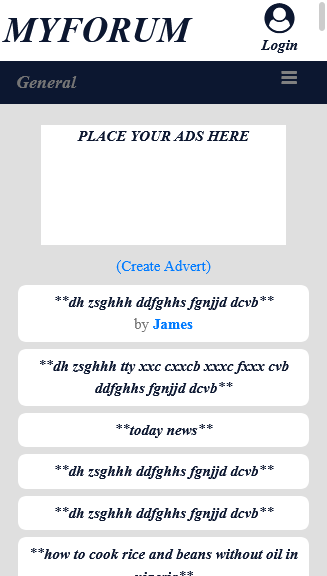 MYFORUM
Login
General
PLACE YOUR ADS HERE
(Create Advert)
**dh zsghhh ddfghhs fgnjjd dcvb**
by James
**dh zsghhh tty xxc cxxcb xxxc fxxx cvb
ddfghhs fgnjjd dcvb**
**today news**
**dh zsghhh ddfghhs fgnjjd dcvb**
**dh zsghhh ddfghhs fgnjjd dcvb**
**how to cook rice and beans without oil in